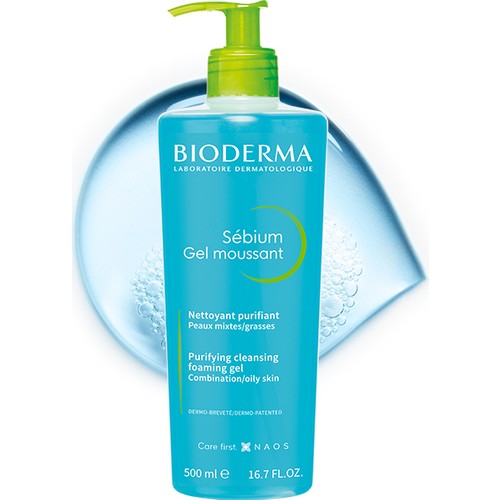 BIODERMA
LABORATOIRE DERMATOLOGIQUE
Sébium
Gel moussant
Nettoyant purifiant
Peaux mixtes/grasses
Purifying cleansing
foaming gel
Combination/oily skin
DERMO-BREVETÉ/DERMO-PATENTED
Care first. NAOS
500 ml ℮ 16.7 FL.OZ.